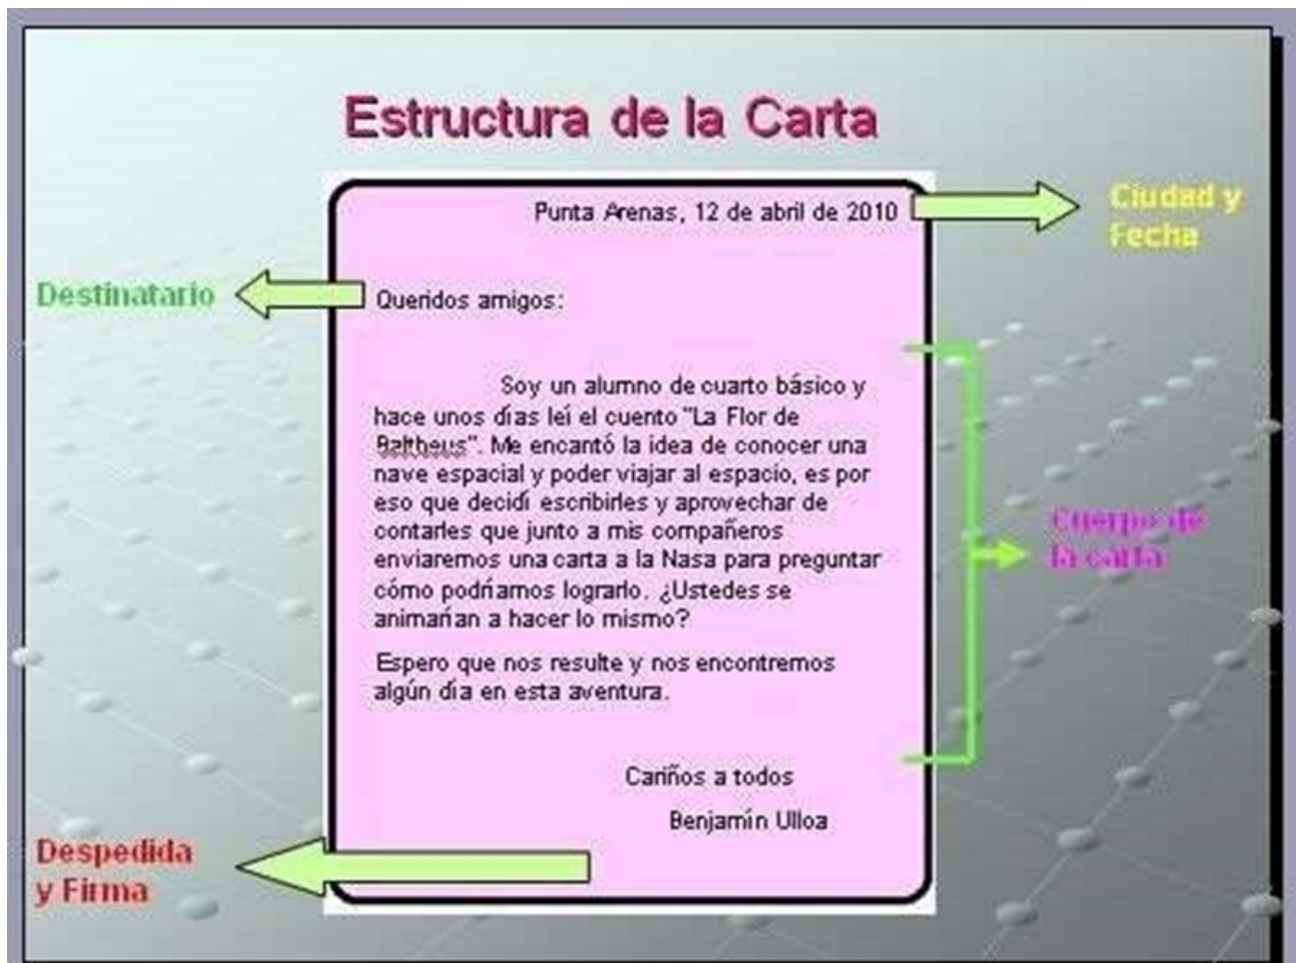 Estructura de la Carta
Punta Arenas, 12 de abril de 2010
Ciudad y
Fecha
Destinatario
Queridos amigos:
Soy un alumno de cuarto básico y
hace unos días leí el cuento "La Flor de
Baltheus". Me encantó la idea de conocer una
nave espacial y poder viajar al espacio, es por
eso que decidí escribirles y aprovechar de
contarles que junto a mis compañeros
enviaremos una carta a la Nasa para preguntar
cómo podríamos lograrlo. ¿Ustedes se
animarían a hacer lo mismo?
Espero que nos resulte y nos encontremos
algún día en esta aventura.
Cuerpo de
la carta
Cariños a todos
Benjamín Ulloa
Despedida
y Firma